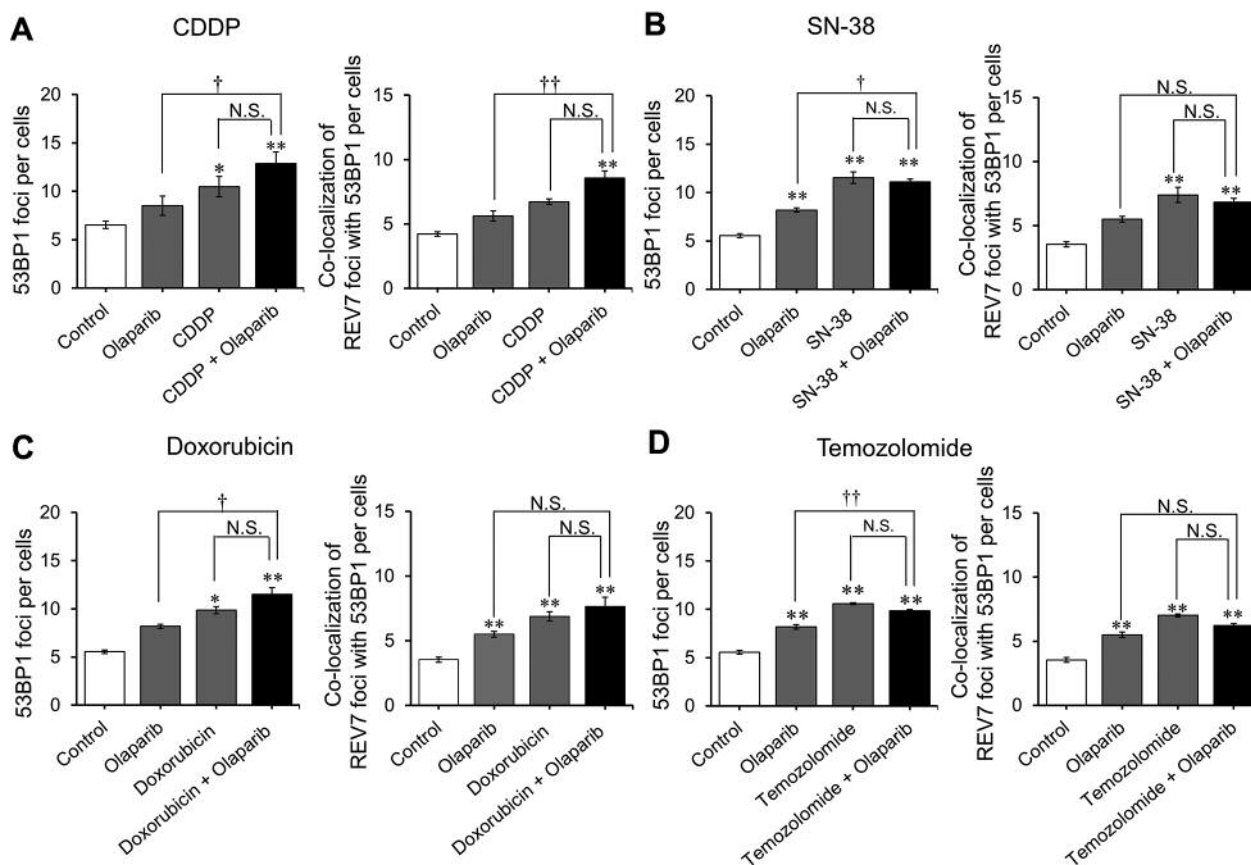 A
CDDP
53BP1 foci per cells
20
15
10
5
0
†
N.S.
*
**
Control
Olaparib
CDDP
CDDP + Olaparib
Co-localization of
REV7 foci with 53BP1 per cells
15
10
5
0
††
N.S.
**
Control
Olaparib
CDDP
CDDP + Olaparib
B
SN-38
53BP1 foci per cells
20
15
10
5
0
†
N.S.
**
**
**
Control
Olaparib
SN-38
SN-38 + Olaparib
Co-localization of
REV7 foci with 53BP1 per cells
15
10
5
0
N.S.
N.S.
**
**
Control
Olaparib
SN-38
SN-38 + Olaparib
C
Doxorubicin
53BP1 foci per cells
20
15
10
5
0
†
N.S.
*
**
Control
Olaparib
Doxorubicin
Doxorubicin + Olaparib
Co-localization of
REV7 foci with 53BP1 per cells
15
10
5
0
N.S.
N.S.
**
**
**
Control
Olaparib
Doxorubicin
Doxorubicin + Olaparib
D
Temozolomide
53BP1 foci per cells
20
15
10
5
0
††
N.S.
**
**
**
Control
Olaparib
Temozolomide
Temozolomide + Olaparib
Co-localization of
REV7 foci with 53BP1 per cells
15
10
5
0
N.S.
N.S.
**
**
**
Control
Olaparib
Temozolomide
Temozolomide + Olaparib